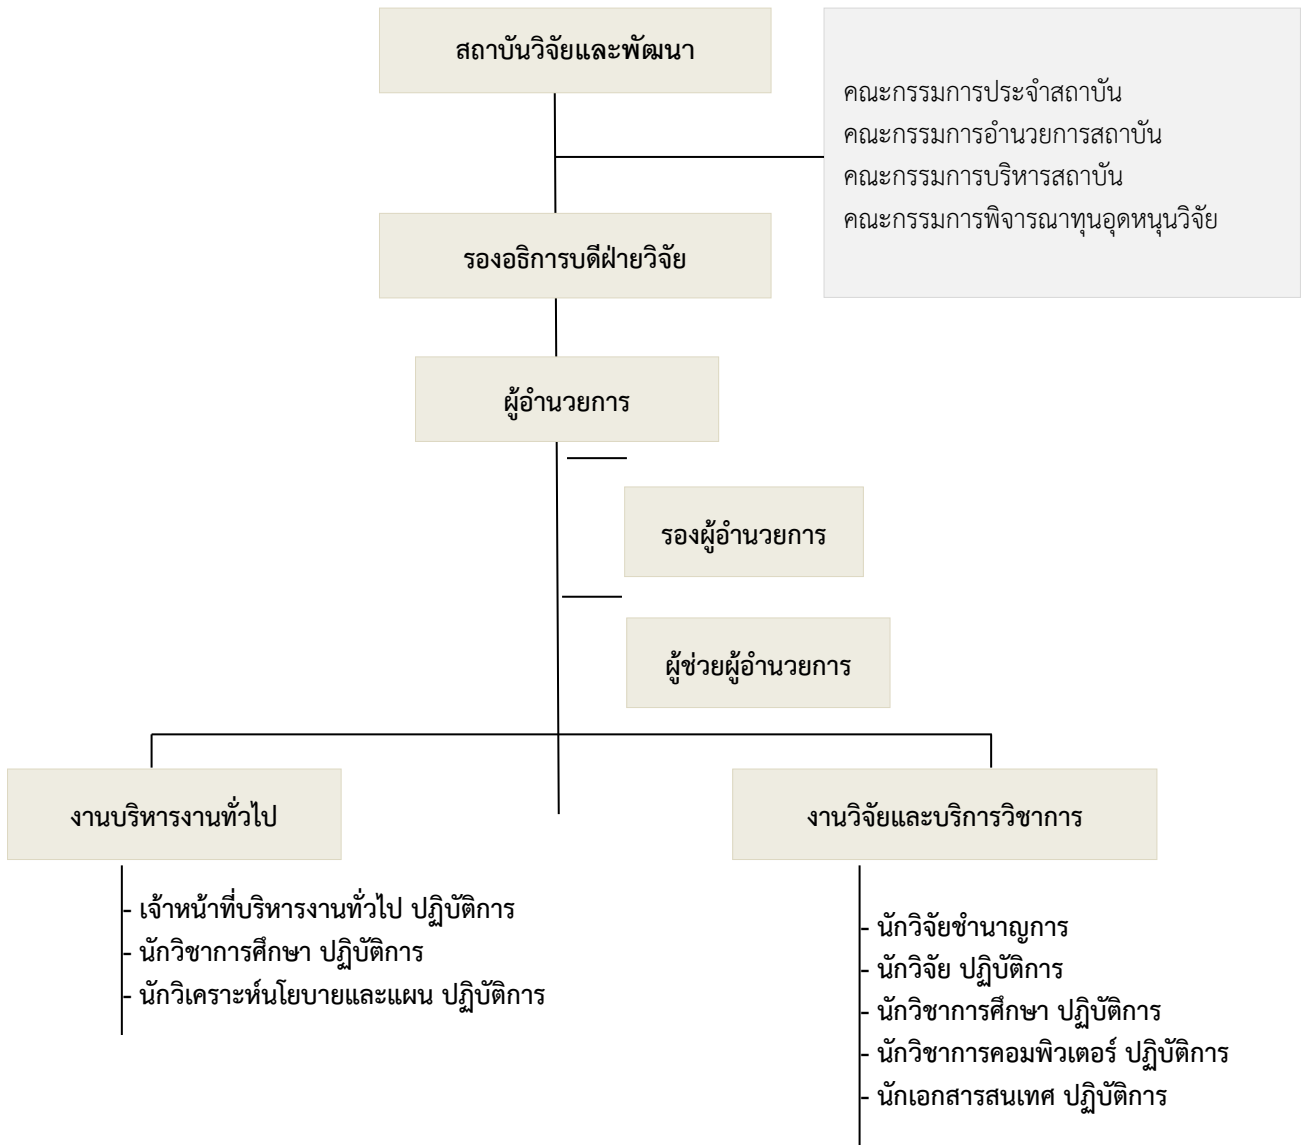 สถาบันวิจัยและพัฒนา
คณะกรรมการประจำสถาบัน
คณะกรรมการอำนวยการสถาบัน
คณะกรรมการบริหารสถาบัน
คณะกรรมการพิจารณาทุนอุดหนุนวิจัย
รองอธิการบดีฝ่ายวิจัย
ผู้อำนวยการ
รองผู้อำนวยการ
ผู้ช่วยผู้อำนวยการ
งานบริหารงานทั่วไป
- เจ้าหน้าที่บริหารงานทั่วไป ปฏิบัติการ
- นักวิชาการศึกษา ปฏิบัติการ
- นักวิเคราะห์นโยบายและแผน ปฏิบัติการ
งานวิจัยและบริการวิชาการ
- นักวิจัยชำนาญการ
- นักวิจัย ปฏิบัติการ
- นักวิชาการศึกษา ปฏิบัติการ
- นักวิชาการคอมพิวเตอร์ ปฏิบัติการ
- นักเอกสารสนเทศ ปฏิบัติการ